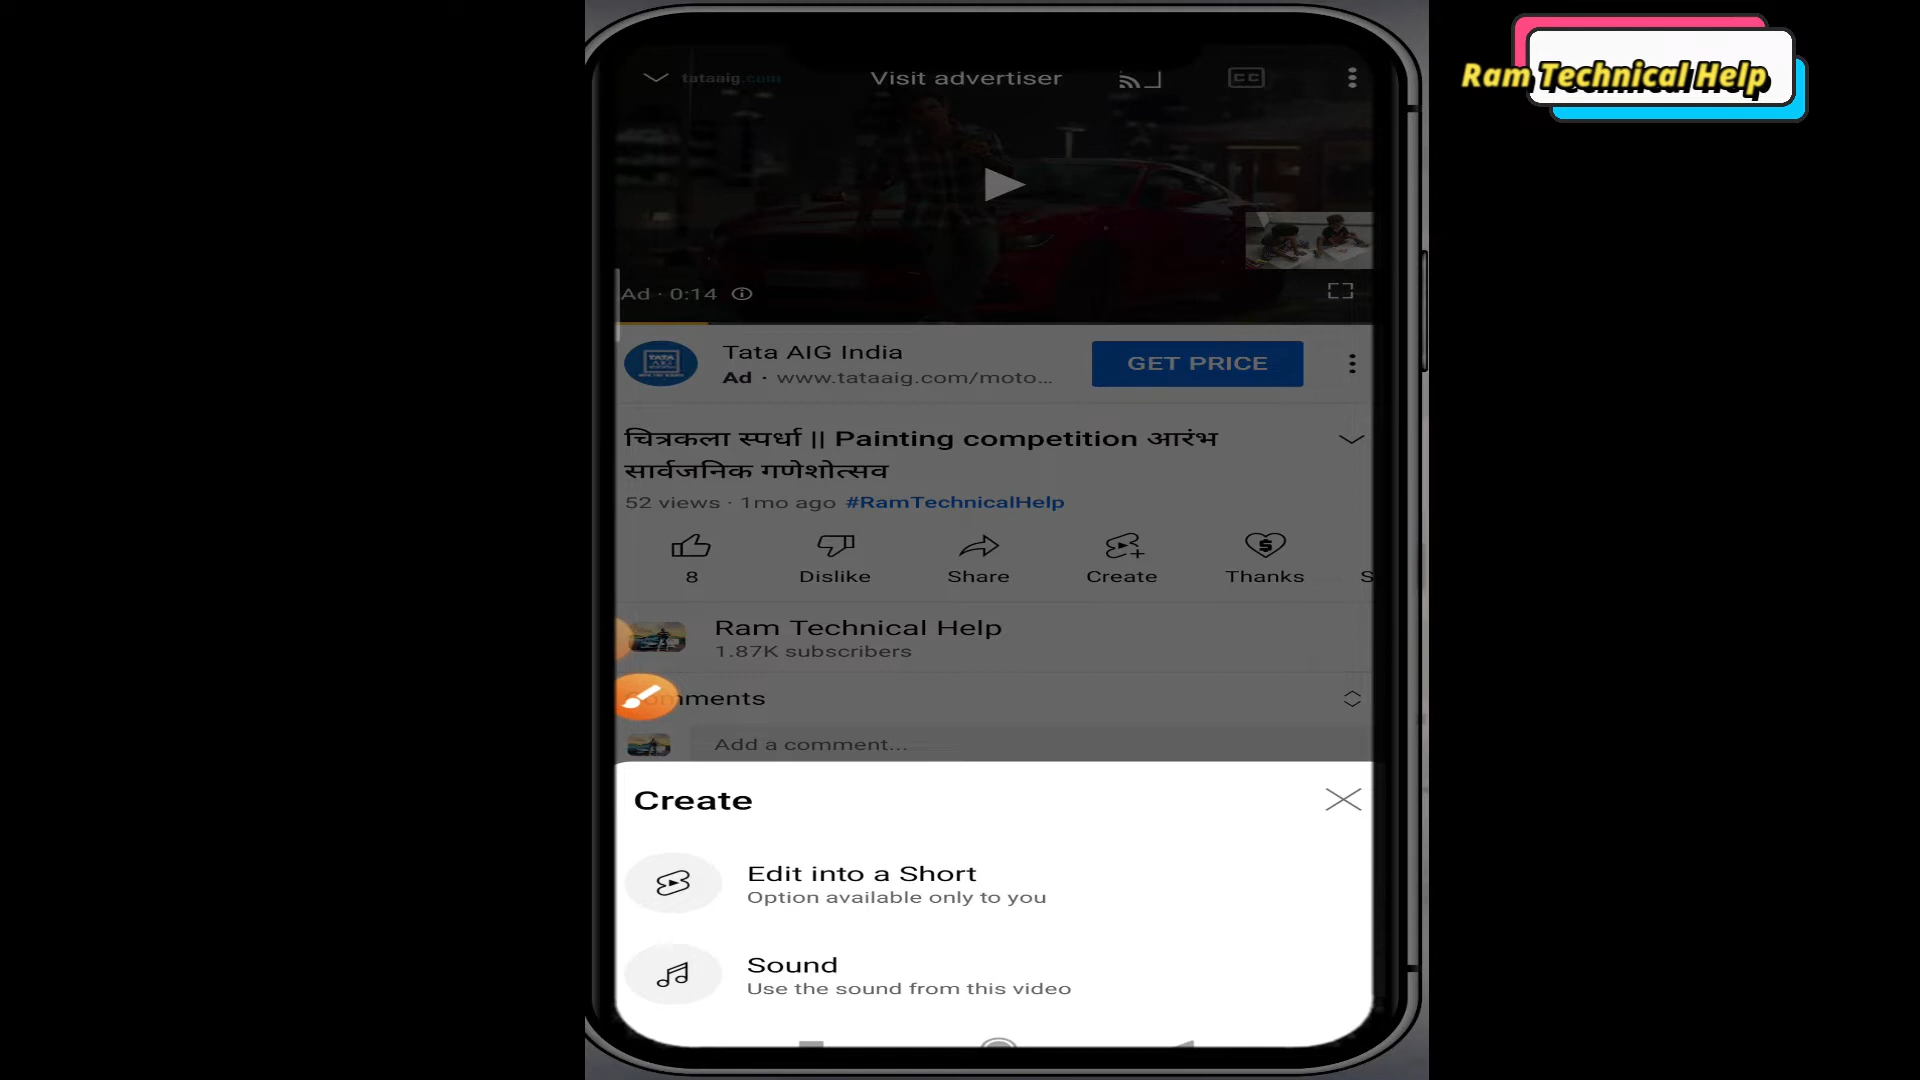 Ram Technical Help
tataaig.com
Visit advertiser
CC
Ad · 0:14
Tata AIG India
Ad · www.tataaig.com/moto...
GET PRICE
चित्रकला स्पर्धा || Painting competition आरंभ
सार्वजनिक गणेशोत्सव
52 views · 1mo ago #RamTechnicalHelp
8
Dislike
Share
Create
Thanks
S
Ram Technical Help
1.87K subscribers
mments
Add a comment...
Create
Edit into a Short
Option available only to you
Sound
Use the sound from this video